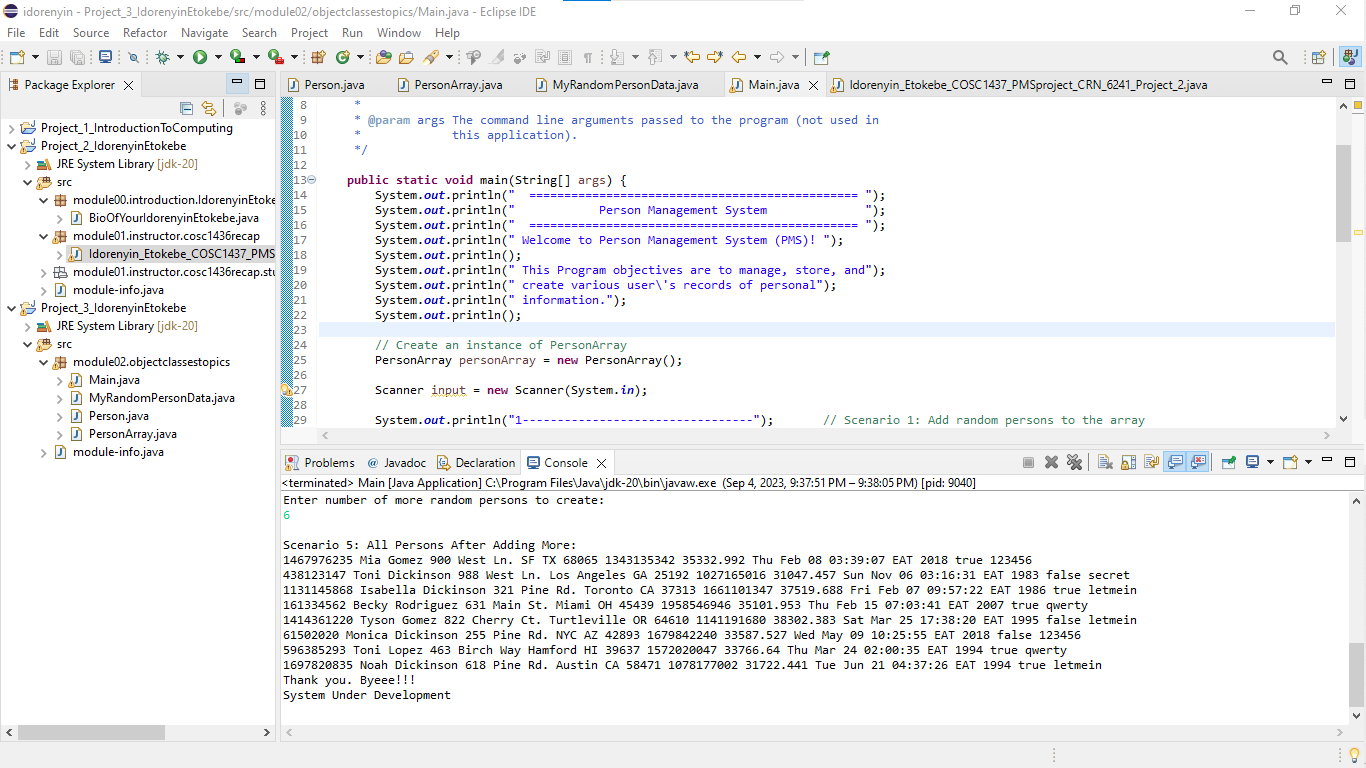 idorenyin - Project_3_IdorenyinEtokebe/src/module02/objectclassestopics/Main.java - Eclipse IDE
File Edit Source Refactor Navigate Search Project Run Window Help
Package Explorer
Project_1_IntroductionToComputing
Project_2_IdorenyinEtokebe
JRE System Library [jdk-20]
src
module00.introduction.IdorenyinEtoke
BioOfYourIdorenyinEtokebe.java
module01.instructor.cosc1436recap
Idorenyin_Etokebe_COSC1437_PMS
module01.instructor.cosc1436recap.stu
module-info.java
Project_3_IdorenyinEtokebe
JRE System Library [jdk-20]
src
module02.objectclassestopics
Main.java
MyRandomPersonData.java
Person.java
PersonArray.java
module-info.java
Person.java PersonArray.java MyRandomPersonData.java Main.java Idorenyin_Etokebe_COSC1437_PMSproject_CRN_6241_Project_2.java
8 *
9 * @param args The command line arguments passed to the program (not used in
10 * this application).
11 */
12
13 public static void main(String[] args) {
14 System.out.println("  =============================================== ");
15 System.out.println("            Person Management System              ");
16 System.out.println("  =============================================== ");
17 System.out.println(" Welcome to Person Management System (PMS)! ");
18 System.out.println();
19 System.out.println(" This Program objectives are to manage, store, and");
20 System.out.println(" create various user\'s records of personal");
21 System.out.println(" information.");
22 System.out.println();
23
24 // Create an instance of PersonArray
25 PersonArray personArray = new PersonArray();
26
27 Scanner input = new Scanner(System.in);
28
29 System.out.println("1---------------------------------"); // Scenario 1: Add random persons to the array
Problems @ Javadoc Declaration Console
<terminated> Main [Java Application] C:\Program Files\Java\jdk-20\bin\javaw.exe (Sep 4, 2023, 9:37:51 PM – 9:38:05 PM) [pid: 9040]
Enter number of more random persons to create:
6
Scenario 5: All Persons After Adding More:
1467976235 Mia Gomez 900 West Ln. SF TX 68065 1343135342 35332.992 Thu Feb 08 03:39:07 EAT 2018 true 123456
438123147 Toni Dickinson 988 West Ln. Los Angeles GA 25192 1027165016 31047.457 Sun Nov 06 03:16:31 EAT 1983 false secret
1131145868 Isabella Dickinson 321 Pine Rd. Toronto CA 37313 1661101347 37519.688 Fri Feb 07 09:57:22 EAT 1986 true letmein
161334562 Becky Rodriguez 631 Main St. Miami OH 45439 1958546946 35101.953 Thu Feb 15 07:03:41 EAT 2007 true qwerty
1414361220 Tyson Gomez 822 Cherry Ct. Turtleville OR 64610 1141191680 38302.383 Sat Mar 25 17:38:20 EAT 1995 false letmein
61502020 Monica Dickinson 255 Pine Rd. NYC AZ 42893 1679842240 33587.527 Wed May 09 10:25:55 EAT 2018 false 123456
596385293 Toni Lopez 463 Birch Way Hamford HI 39637 1572020047 33766.64 Thu Mar 24 02:00:35 EAT 1994 true qwerty
1697820835 Noah Dickinson 618 Pine Rd. Austin CA 58471 1078177002 31722.441 Tue Jun 21 04:37:26 EAT 1994 true letmein
Thank you. Byeee!!!
System Under Development